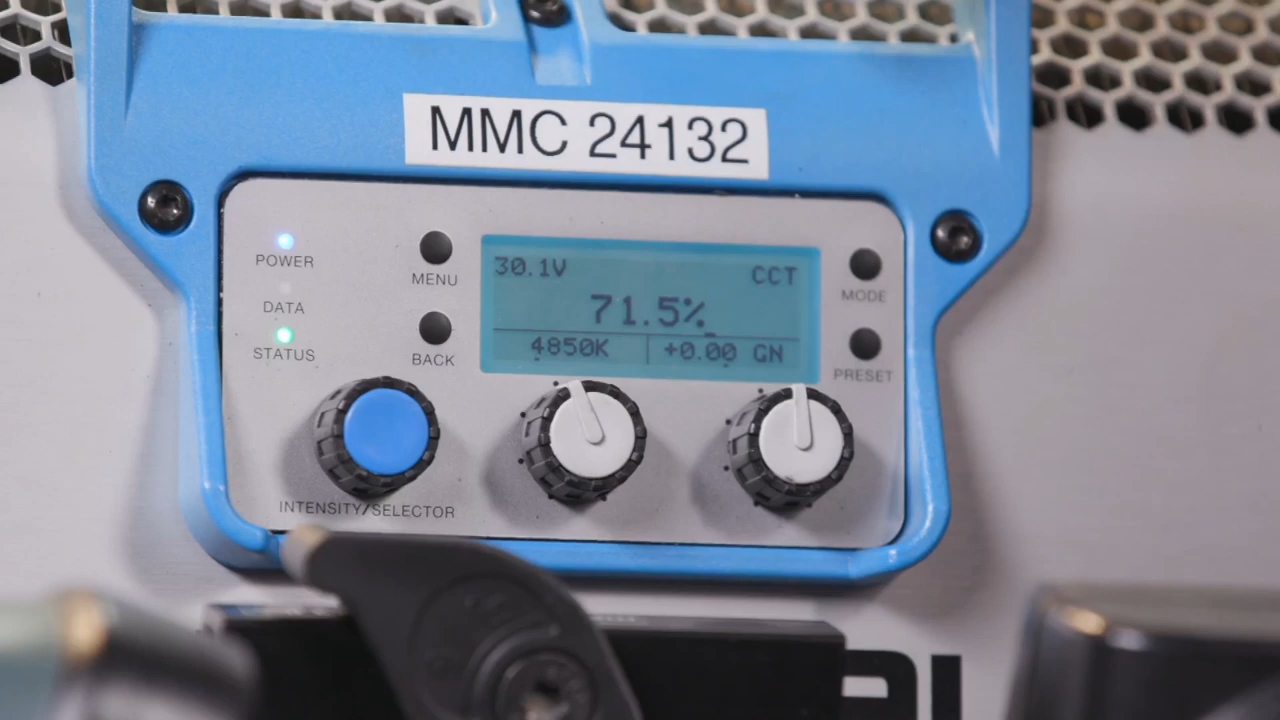 MMC 24132
POWER
DATA
STATUS
MENU
BACK
30.1V CCT
71.5%
4850K +0.00 GN
MODE
PRESET
INTENSITY/SELECTOR